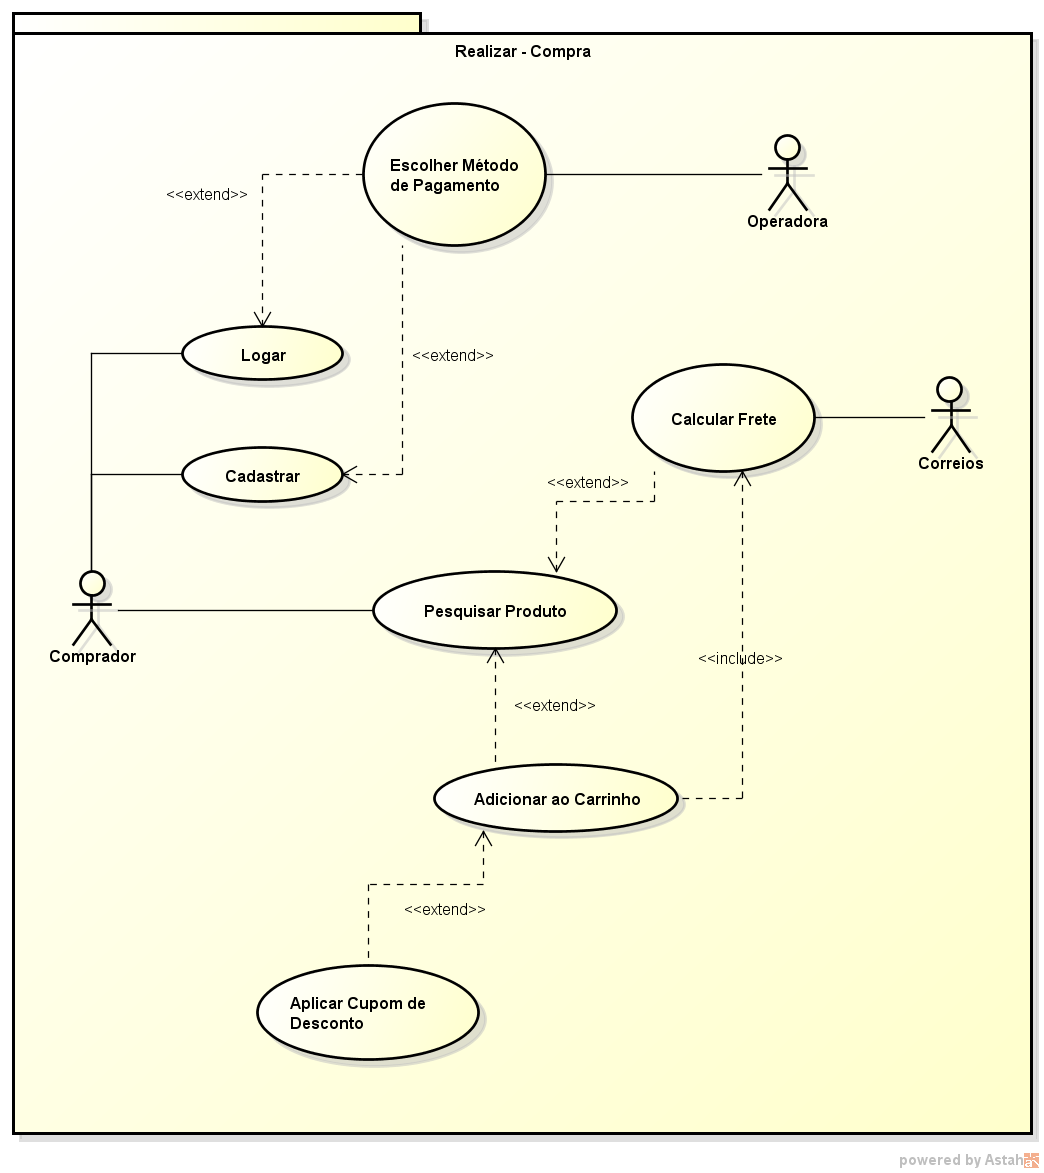 Realizar - Compra
Escolher Método
de Pagamento
<<extend>>
Operadora
Logar
<<extend>>
Calcular Frete
Correios
Cadastrar
<<extend>>
Pesquisar Produto
Comprador
<<include>>
<<extend>>
Adicionar ao Carrinho
<<extend>>
Aplicar Cupom de
Desconto
powered by Astah